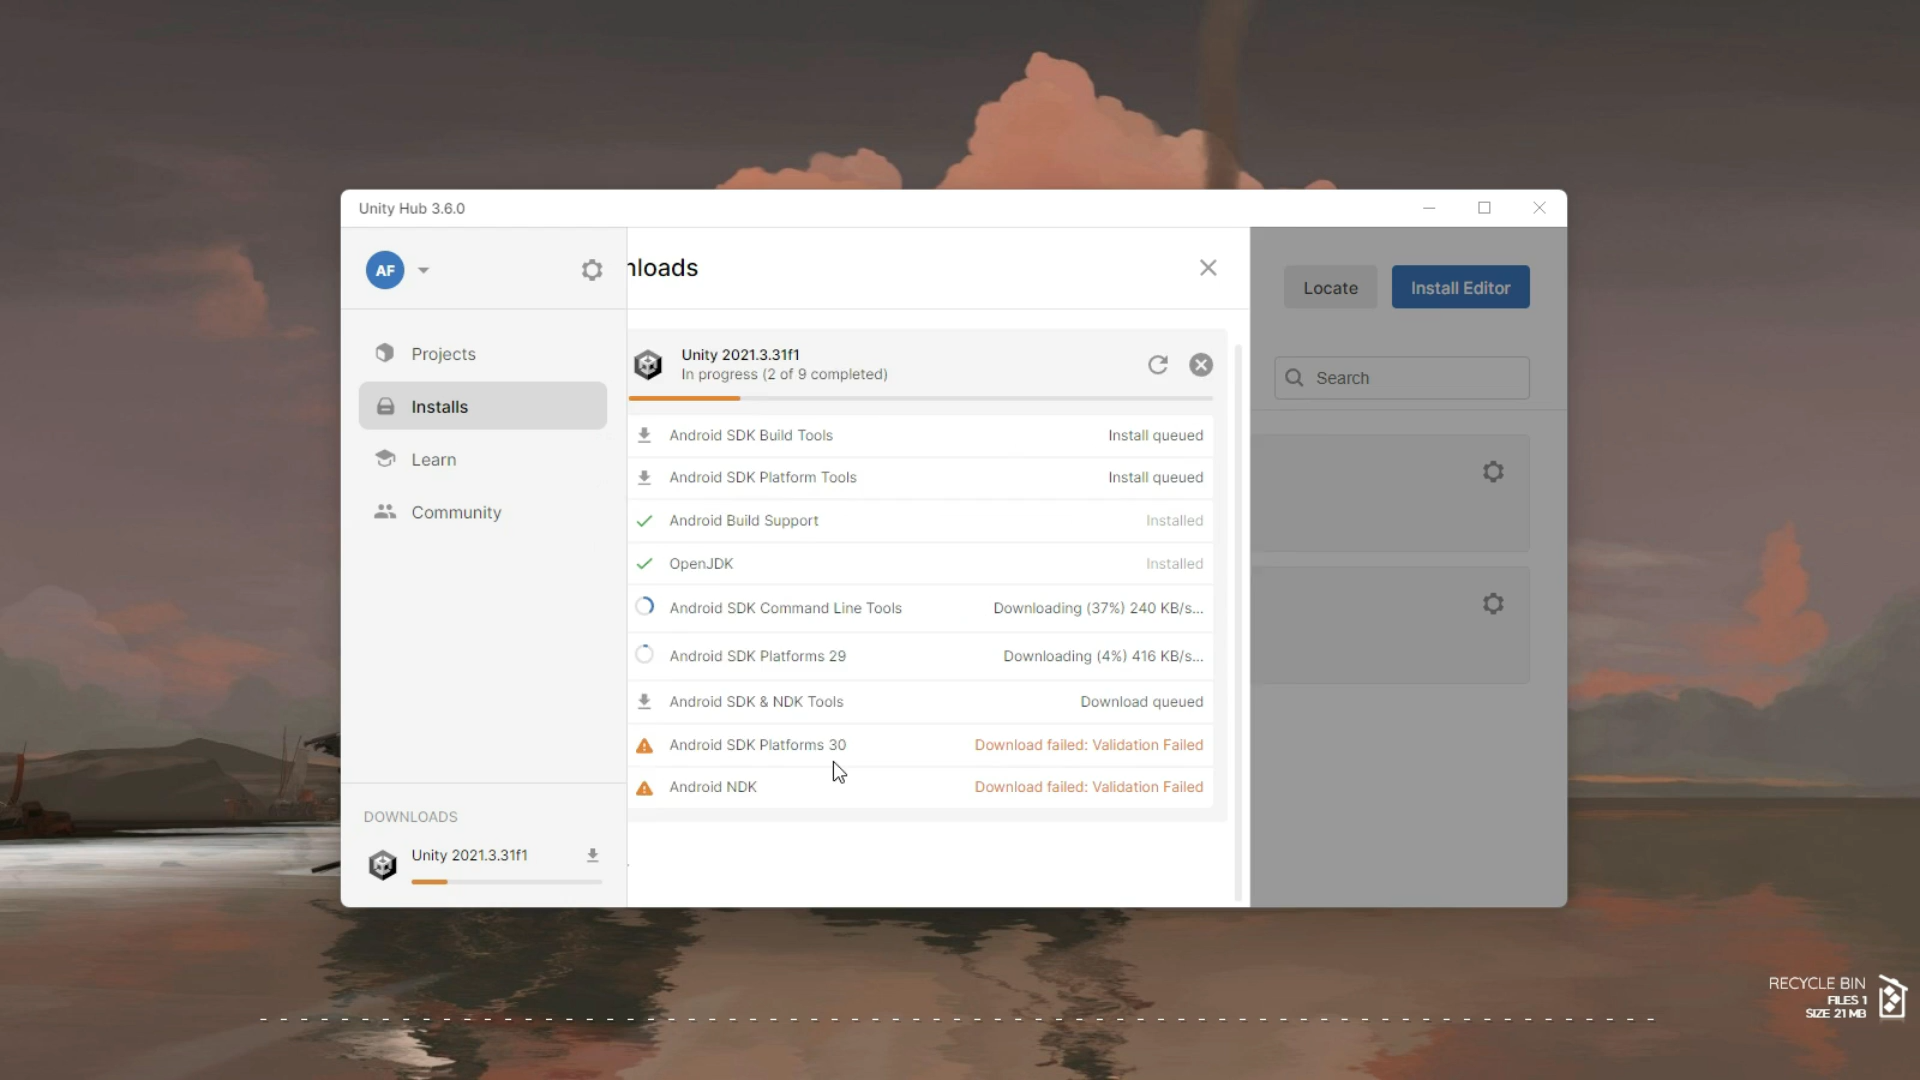 Unity Hub 3.6.0
AF
nloads
Locate
Install Editor
Projects
Installs
Learn
Community
Unity 2021.3.31f1
In progress (2 of 9 completed)
Search
Android SDK Build Tools Install queued
Android SDK Platform Tools Install queued
Android Build Support Installed
OpenJDK Installed
Android SDK Command Line Tools Downloading (37%) 240 KB/s...
Android SDK Platforms 29 Downloading (4%) 416 KB/s...
Android SDK & NDK Tools Download queued
Android SDK Platforms 30 Download failed: Validation Failed
Android NDK Download failed: Validation Failed
DOWNLOADS
Unity 2021.3.31f1
RECYCLE BIN
FILES 1
SIZE 21 MB